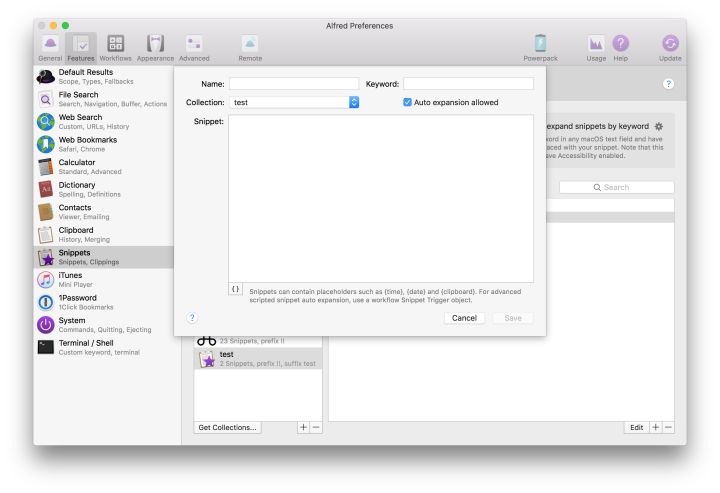 Alfred Preferences
General
Features
Workflows
Appearance
Advanced
Remote
Powerpack
Usage
Help
Update
Default Results
Scope, Types, Fallbacks
File Search
Search, Navigation, Buffer, Actions
Web Search
Custom, URLs, History
Web Bookmarks
Safari, Chrome
Calculator
Standard, Advanced
Dictionary
Spelling, Definitions
Contacts
Viewer, Emailing
Clipboard
History, Merging
Snippets
Snippets, Clippings
iTunes
Mini Player
1Password
1Click Bookmarks
System
Commands, Quitting, Ejecting
Terminal / Shell
Custom keyword, terminal
Name:
Keyword:
Collection:
test
Auto expansion allowed
Snippet:
{ }
Snippets can contain placeholders such as {time}, {date} and {clipboard}. For advanced
scripted snippet auto expansion, use a workflow Snippet Trigger object.
?
Cancel
Save
?
expand snippets by keyword
word in any macOS text field and have
aced with your snippet. Note that this
ave Accessibility enabled.
Search
23 Snippets, prefix !!
test
2 Snippets, prefix !!, suffix test
Get Collections...
+
−
Edit
+
−